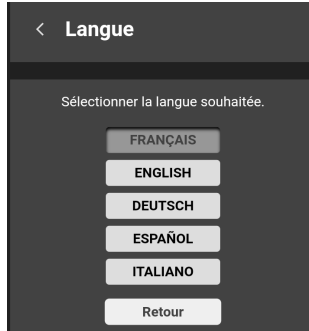 Langue
Sélectionner la langue souhaitée.
FRANÇAIS
ENGLISH
DEUTSCH
ESPAÑOL
ITALIANO
Retour